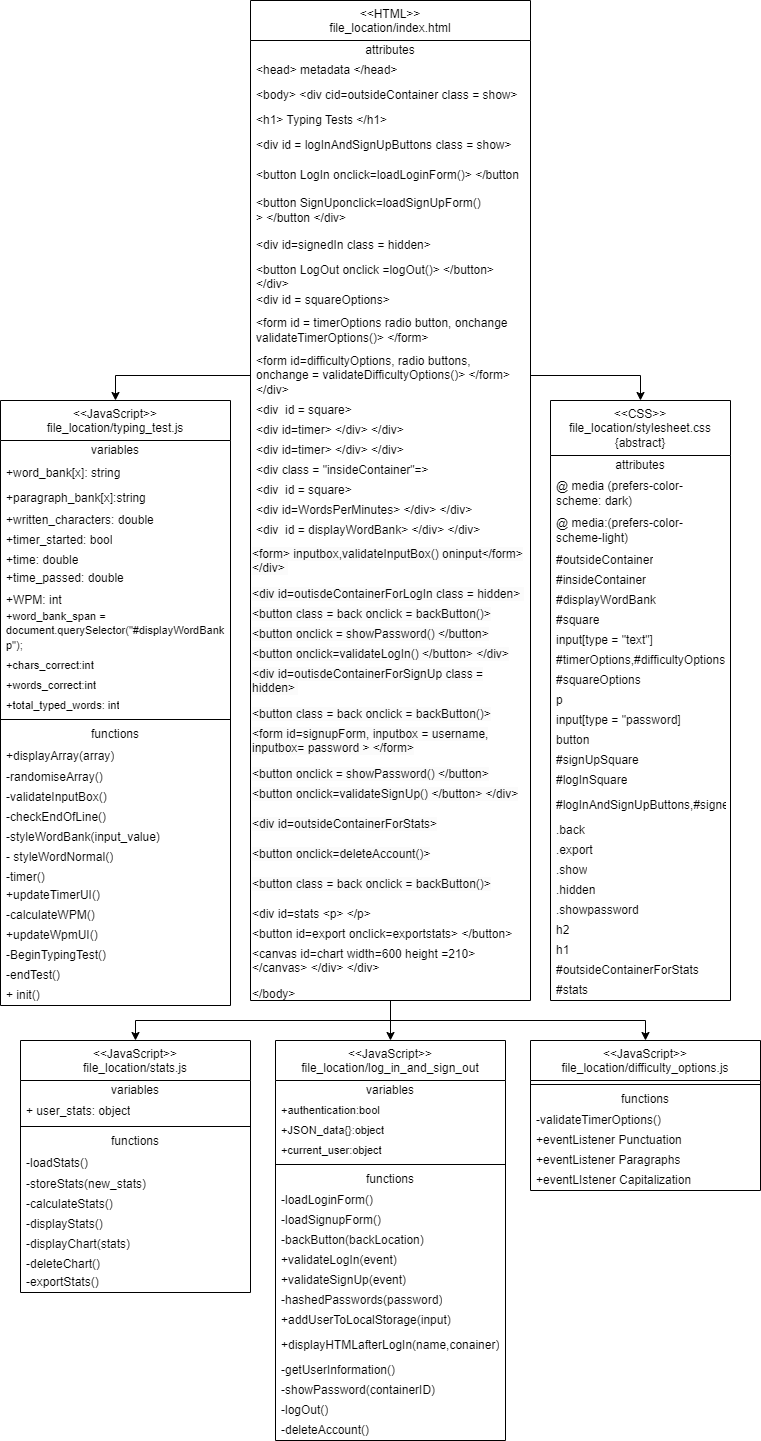 <<HTML>>
file_location/index.html
attributes
<head> metadata </head>
<body> <div cid=outsideContainer class = show>
<h1> Typing Tests </h1>
<div id = logInAndSignUpButtons class = show>
<button LogIn onclick=loadLoginForm()> </button
<button SignUponclick=loadSignUpForm()
> </button </div>
<div id=signedIn class = hidden>
<button LogOut onclick =logOut()> </button>
</div>
<div id = squareOptions>
<form id = timerOptions radio button, onchange
validateTimerOptions()> </form>
<form id=difficultyOptions, radio buttons,
onchange = validateDifficultyOptions()> </form>
</div>
<div  id = square>
<div id=timer> </div> </div>
<div id=timer> </div> </div>
<div class = "insideContainer"=>
<div  id = square>
<div id=WordsPerMinutes> </div> </div>
<div  id = displayWordBank> </div> </div>
<form> inputbox,validateInputBox() oninput</form>
</div>
<div id=outisdeContainerForLogIn class = hidden>
<button class = back onclick = backButton()>
<button onclick = showPassword() </button>
<button onclick=validateLogIn() </button> </div>
<div id=outisdeContainerForSignUp class =
hidden>
<button class = back onclick = backButton()>
<form id=signupForm, inputbox = username,
inputbox= password > </form>
<button onclick = showPassword() </button>
<button onclick=validateSignUp() </button> </div>
<div id=outsideContainerForStats>
<button onclick=deleteAccount()>
<button class = back onclick = backButton()>
<div id=stats <p> </p>
<button id=export onclick=exportstats> </button>
<canvas id=chart width=600 height =210>
</canvas> </div> </div>
</body>
<<JavaScript>>
file_location/typing_test.js
variables
+word_bank[x]: string
+paragraph_bank[x]:string
+written_characters: double
+timer_started: bool
+time: double
+time_passed: double
+WPM: int
+word_bank_span =
document.querySelector("#displayWordBank
p");
+chars_correct:int
+words_correct:int
+total_typed_words: int
functions
+displayArray(array)
-randomiseArray()
-validateInputBox()
-checkEndOfLine()
-styleWordBank(input_value)
- styleWordNormal()
-timer()
+updateTimerUI()
-calculateWPM()
+updateWpmUI()
-BeginTypingTest()
-endTest()
+ init()
<<CSS>>
file_location/stylesheet.css
{abstract}
attributes
@ media (prefers-color-
scheme: dark)
@ media:(prefers-color-
scheme-light)
#outsideContainer
#insideContainer
#displayWordBank
#square
input[type = "text"]
#timerOptions,#difficultyOptions
#squareOptions
p
input[type = "password]
button
#signUpSquare
#logInSquare
#logInAndSignUpButtons,#signe
.back
.export
.show
.hidden
.showpassword
h2
h1
#outsideContainerForStats
#stats
<<JavaScript>>
file_location/stats.js
variables
+ user_stats: object
functions
-loadStats()
-storeStats(new_stats)
-calculateStats()
-displayStats()
-displayChart(stats)
-deleteChart()
-exportStats()
<<JavaScript>>
file_location/log_in_and_sign_out
variables
+authentication:bool
+JSON_data{}:object
+current_user:object
functions
-loadLoginForm()
-loadSignupForm()
-backButton(backLocation)
+validateLogIn(event)
+validateSignUp(event)
-hashedPasswords(password)
+addUserToLocalStorage(input)
+displayHTMLafterLogIn(name,conainer)
-getUserInformation()
-showPassword(containerID)
-logOut()
-deleteAccount()
<<JavaScript>>
file_location/difficulty_options.js
functions
-validateTimerOptions()
+eventListener Punctuation
+eventListener Paragraphs
+eventLIstener Capitalization